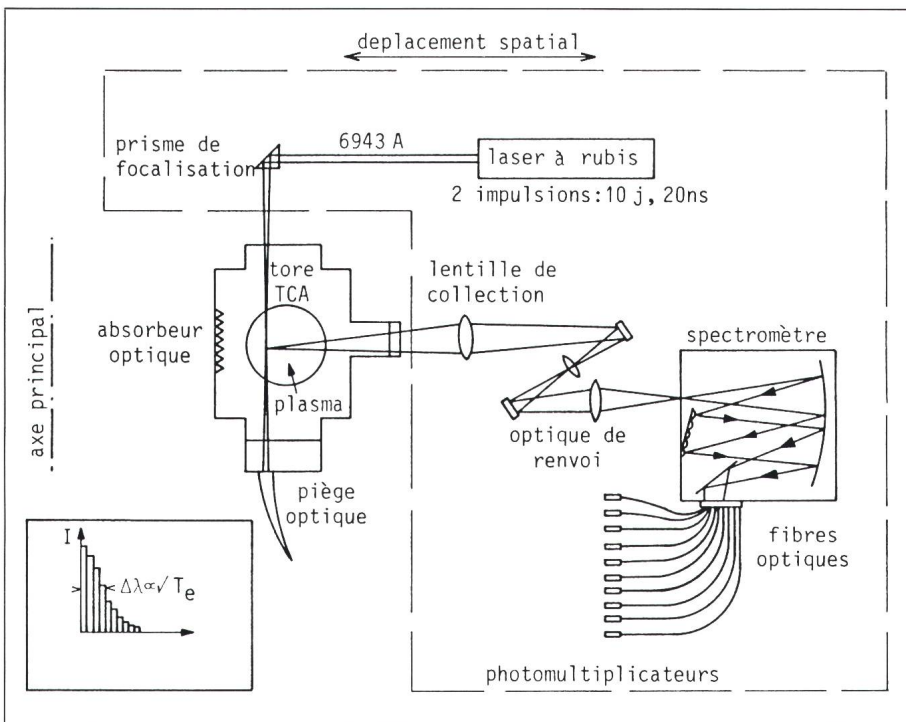 deplacement spatial
prisme de
focalisation
6943 A
laser à rubis
2 impulsions:10 j, 20ns
axe principal
tore
TCA
lentille de
collection
absorbeur
optique
plasma
spectromètre
optique de
renvoi
piège
optique
fibres
optiques
I
Δλ∝√Te
photomultiplicateurs